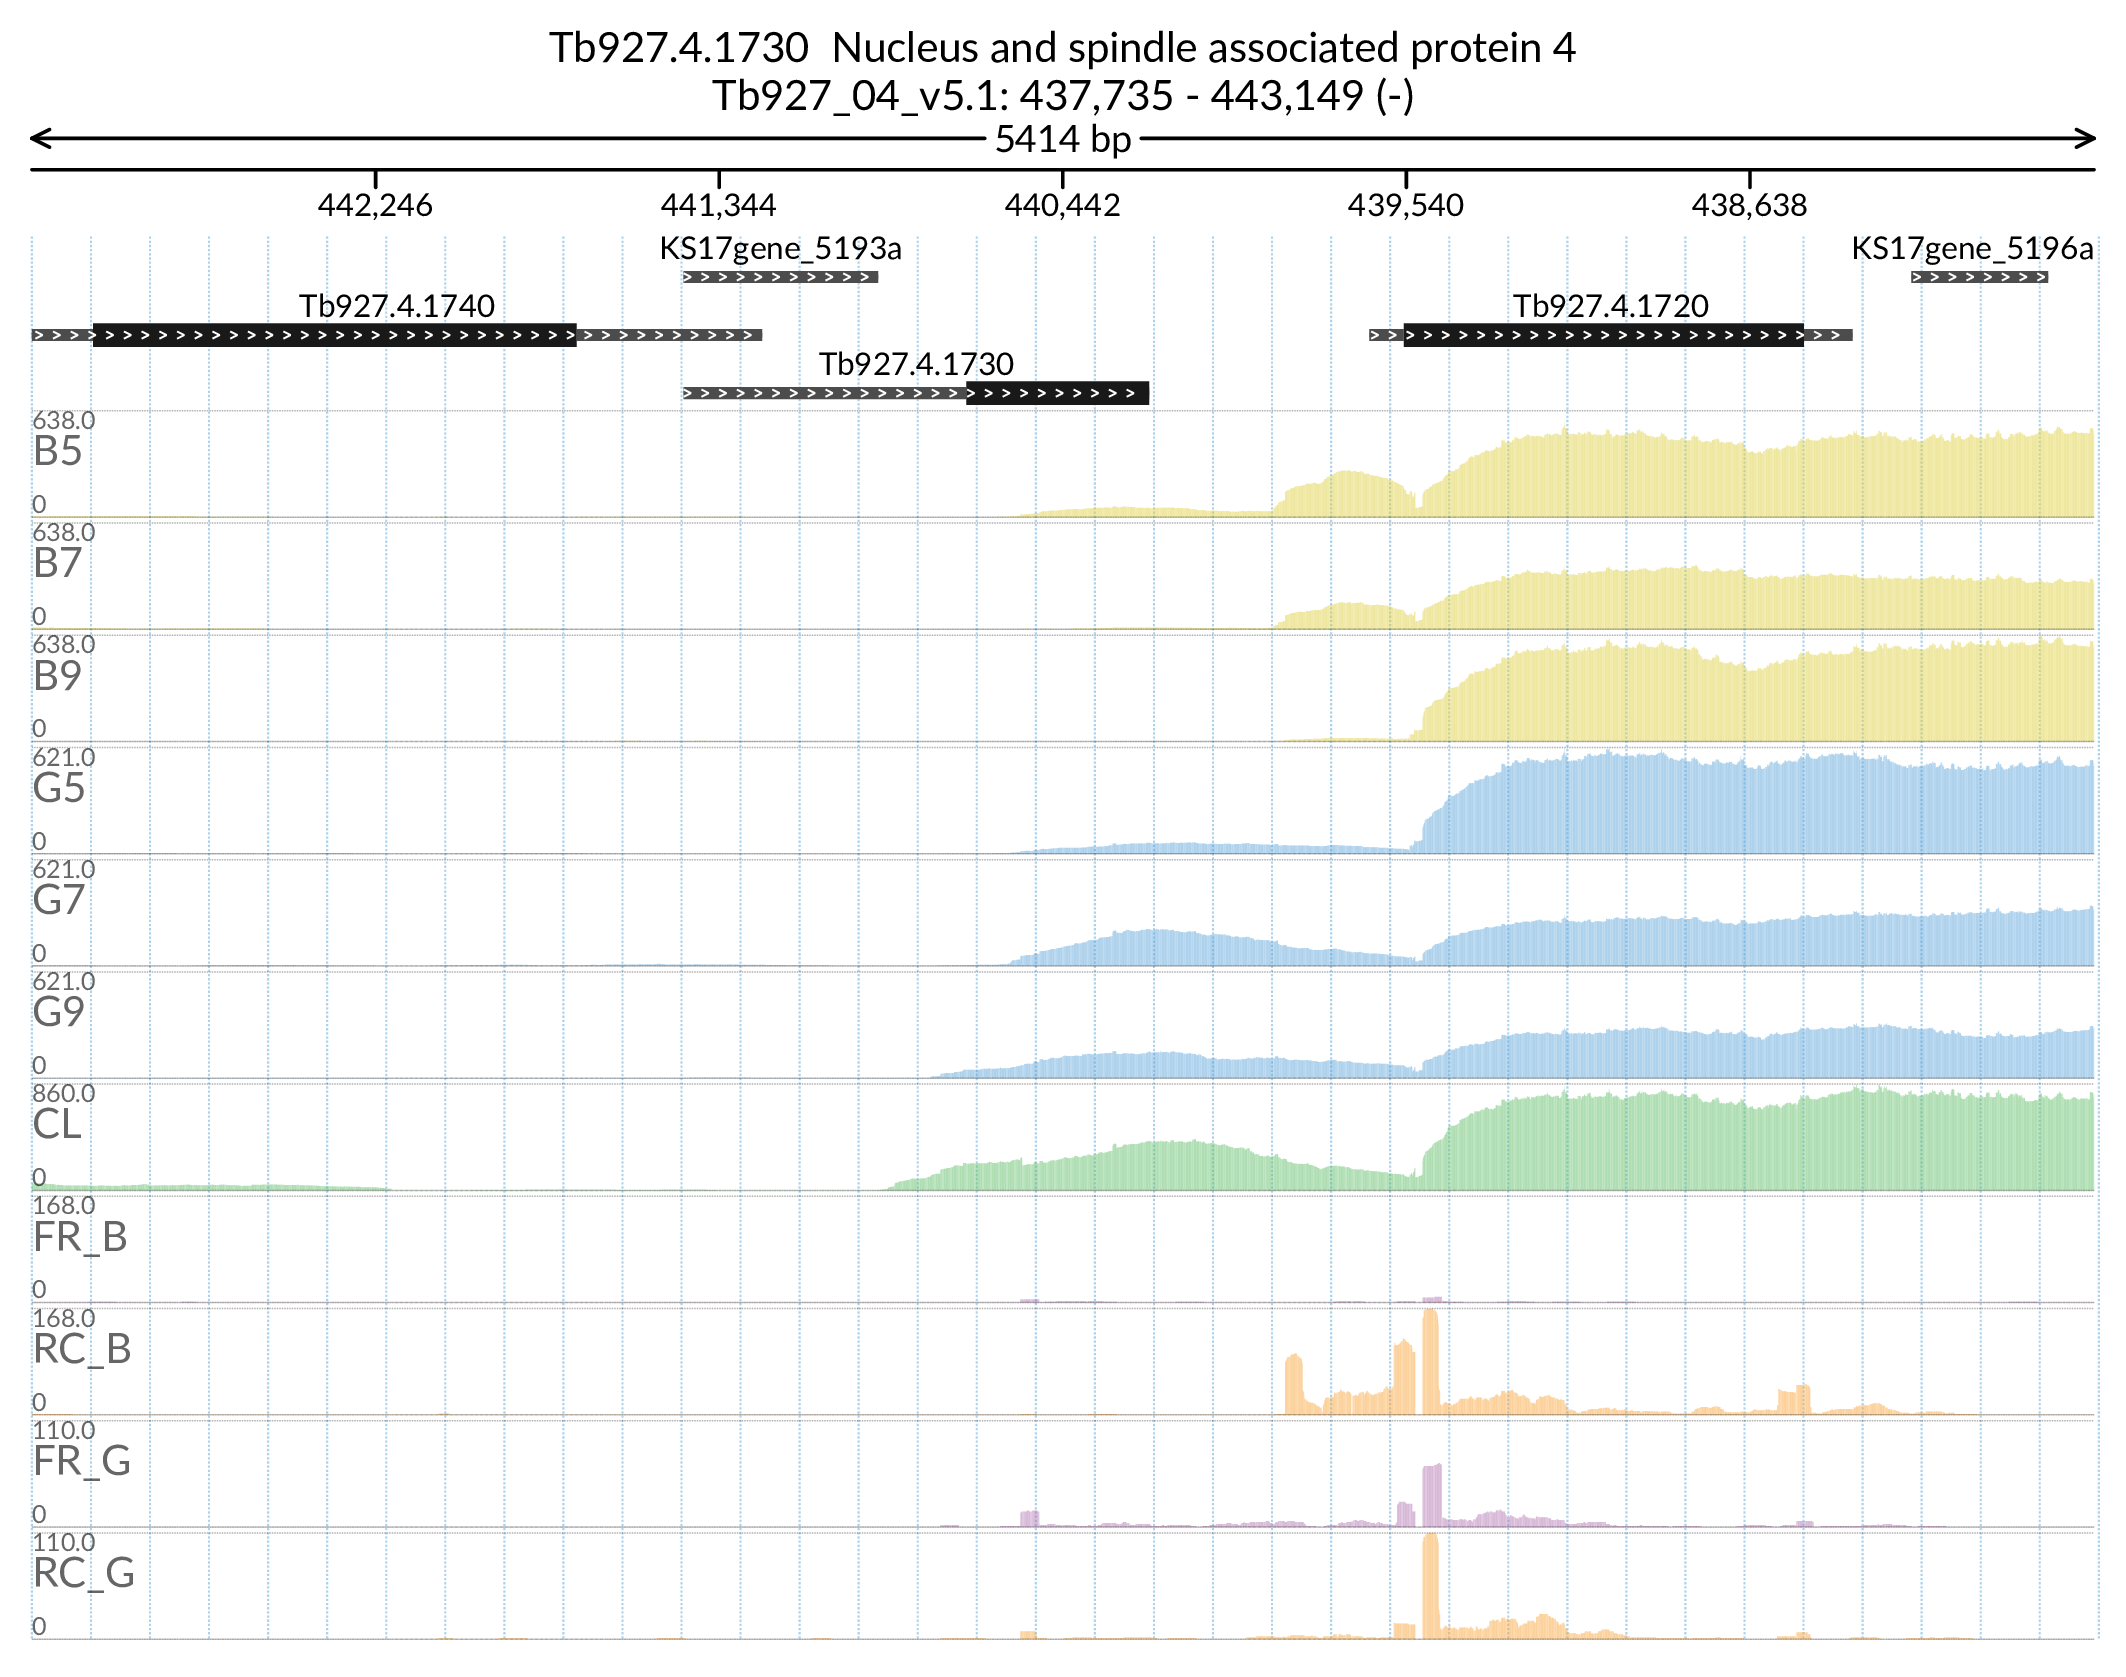 Tb927.4.1730  Nucleus and spindle associated protein 4
Tb927_04_v5.1: 437,735 - 443,149 (-)
5414 bp
442,246 441,344 440,442 439,540 438,638
KS17gene_5193a KS17gene_5196a
Tb927.4.1740 Tb927.4.1720
Tb927.4.1730
638.0
B5
0
638.0
B7
0
638.0
B9
0
621.0
G5
0
621.0
G7
0
621.0
G9
0
860.0
CL
0
168.0
FR_B
0
168.0
RC_B
0
110.0
FR_G
0
110.0
RC_G
0